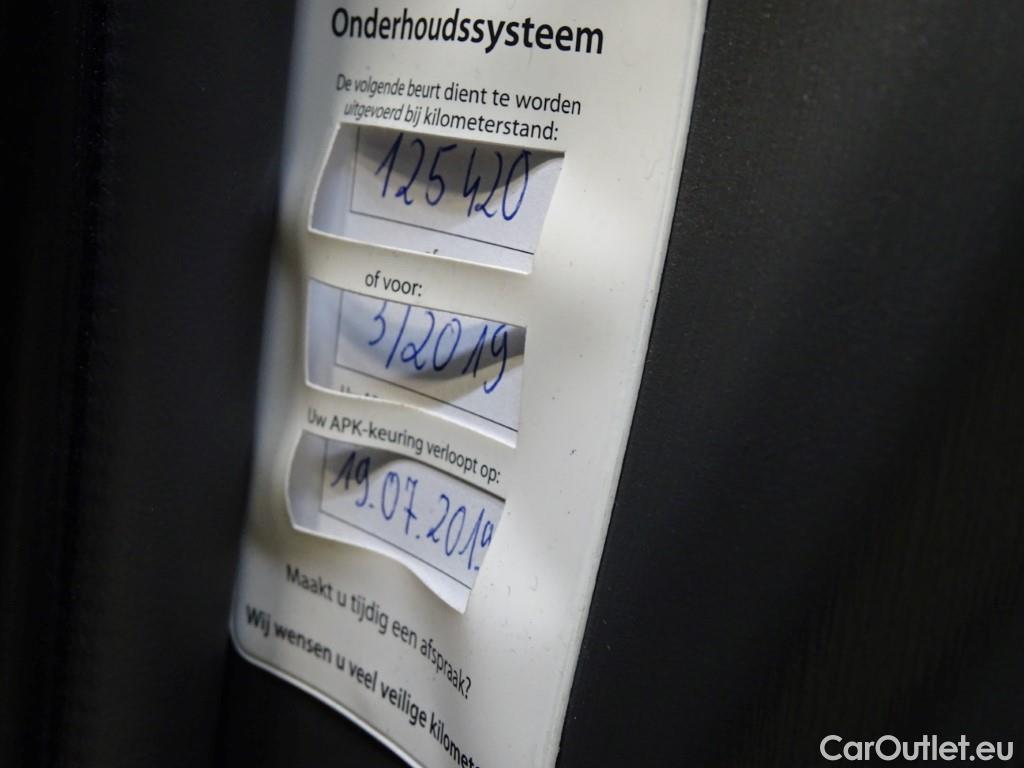 Onderhoudssysteem
De volgende beurt dient te worden
uitgevoerd bij kilometerstand:
125420
of voor:
3/2019
Uw APK-keuring verloopt op:
19.07.2019
Maakt u tijdig een afspraak?
Wij wensen u veel veilige
CarOutlet.eu